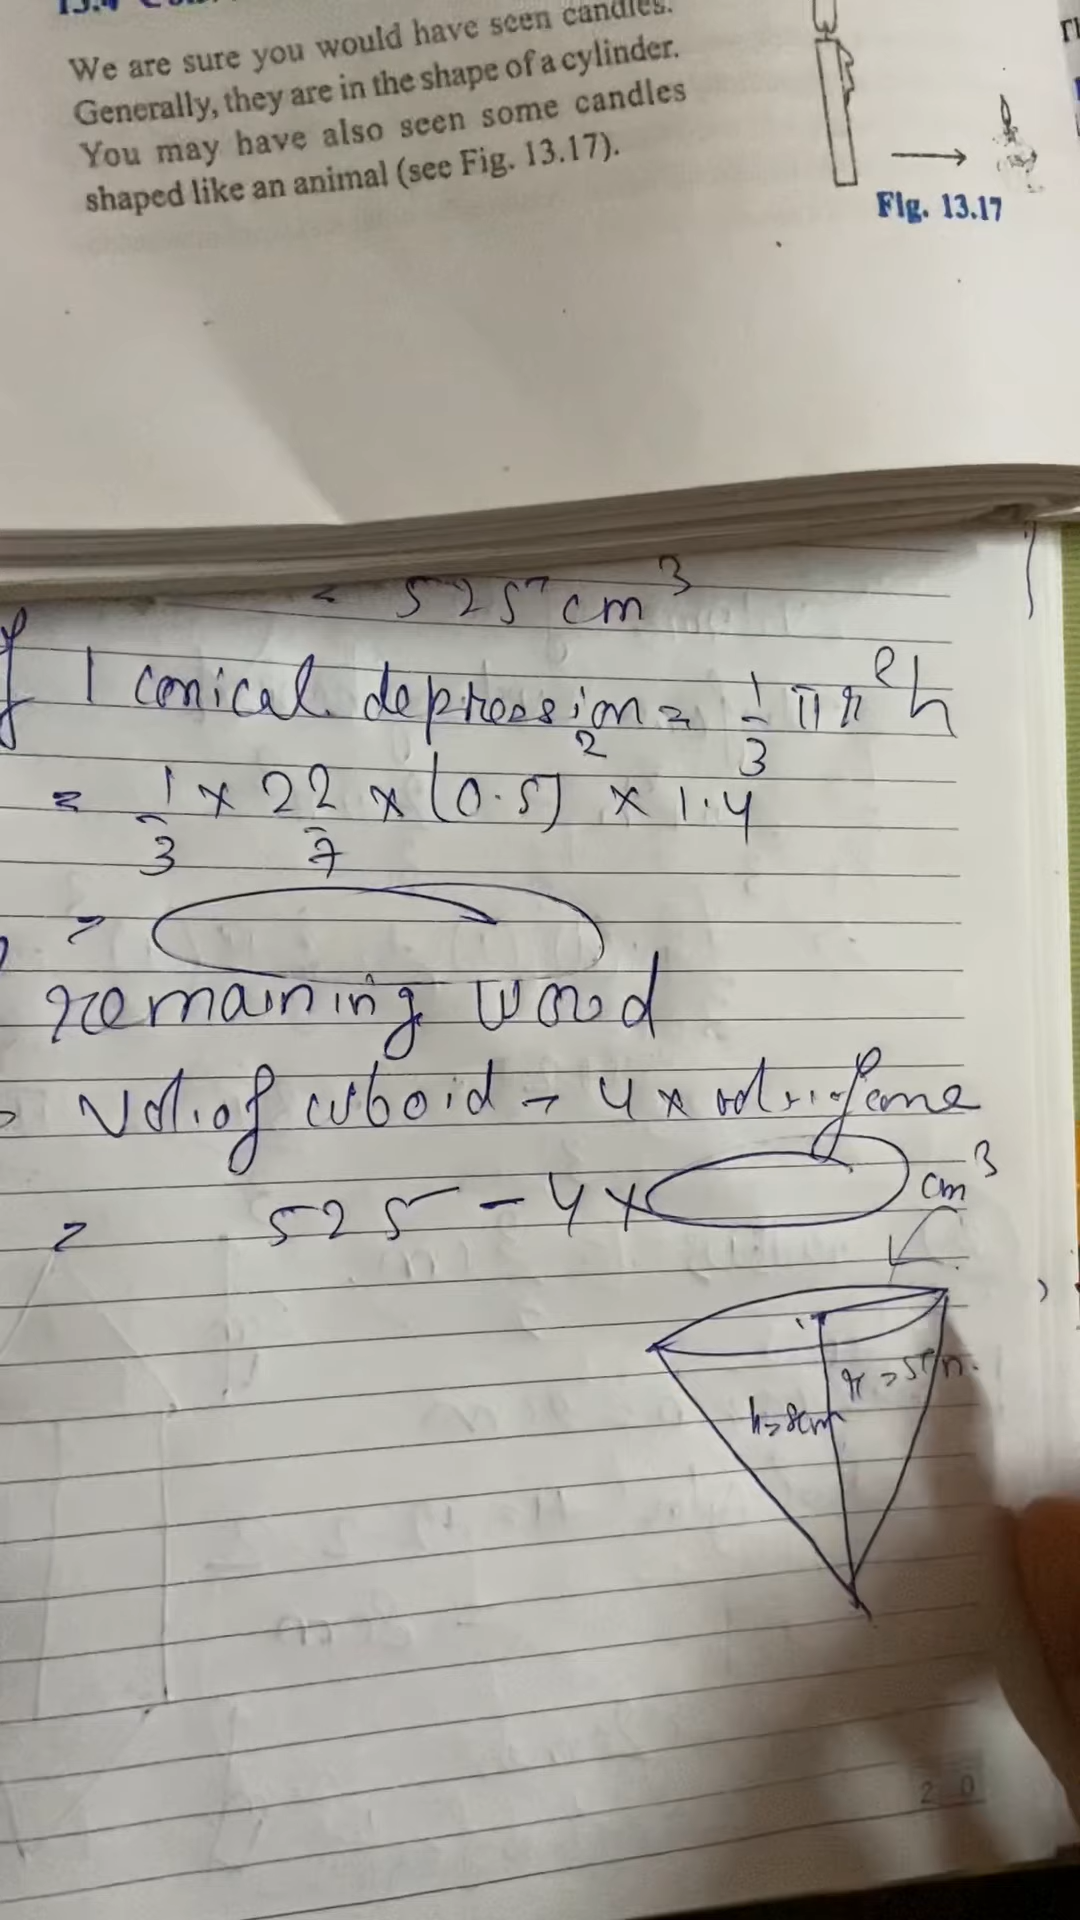 We are sure you would have seen candles.
Generally, they are in the shape of a cylinder.
You may have also seen some candles
shaped like an animal (see Fig. 13.17).
Fig. 13.17
= 525 cm³
f 1 conical depression = 1/3 πr²h
= 1/3 × 22/7 × (0.5)² × 1.4
=
remaining wood
Vol. of cuboid - 4 × vol. of cone
= 525 - 4 × cm³
r = 5cm.
h = 8cm
20